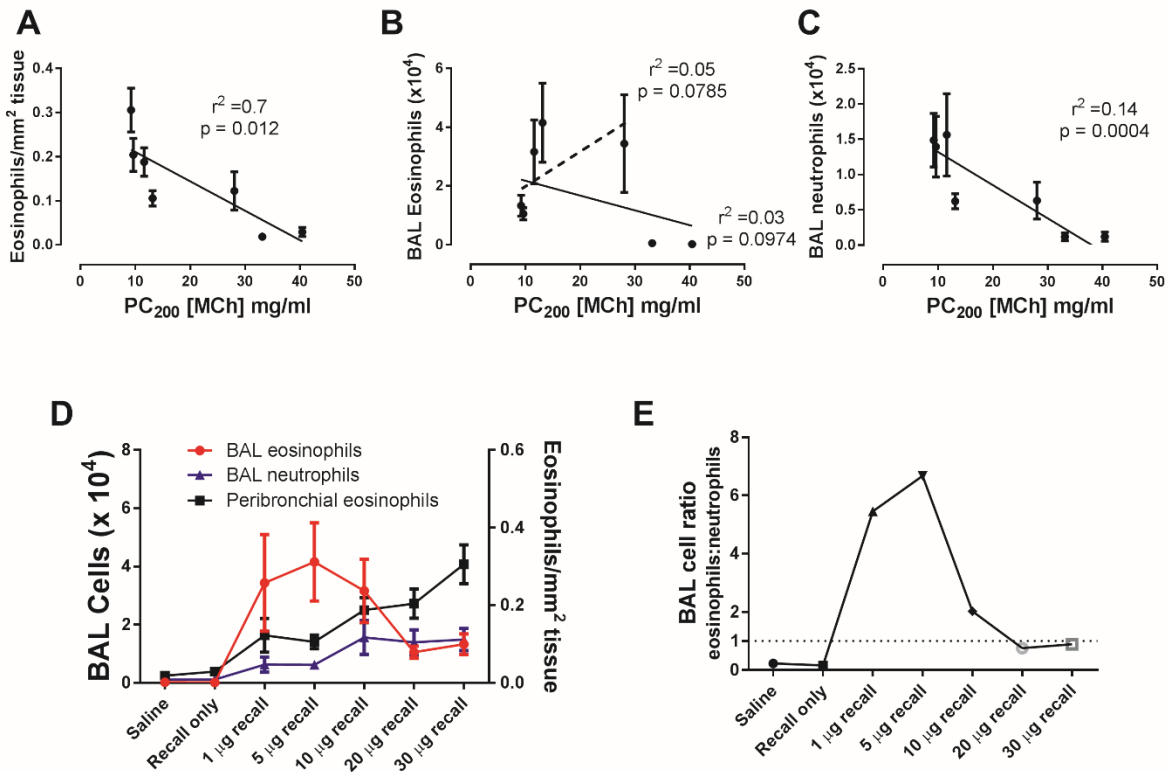 A
Eosinophils/mm² tissue
0.4
0.3
0.2
0.1
0.0
r² =0.7
p = 0.012
0
10
20
30
40
50
PC₂₀₀ [MCh] mg/ml
B
BAL Eosinophils (x10⁴)
6
4
2
0
r² =0.05
p = 0.0785
r² =0.03
p = 0.0974
0
10
20
30
40
50
PC₂₀₀ [MCh] mg/ml
C
BAL neutrophils (x10⁴)
2.5
2.0
1.5
1.0
0.5
0.0
r² =0.14
p = 0.0004
0
10
20
30
40
50
PC₂₀₀ [MCh] mg/ml
D
BAL Cells (x 10⁴)
8
6
4
2
0
BAL eosinophils
BAL neutrophils
Peribronchial eosinophils
0.6
0.4
0.2
0.0
Eosinophils/mm² tissue
Saline
Recall only
1 µg recall
5 µg recall
10 µg recall
20 µg recall
30 µg recall
E
BAL cell ratio
eosinophils:neutrophils
8
6
4
2
1
0
Saline
Recall only
1 µg recall
5 µg recall
10 µg recall
20 µg recall
30 µg recall